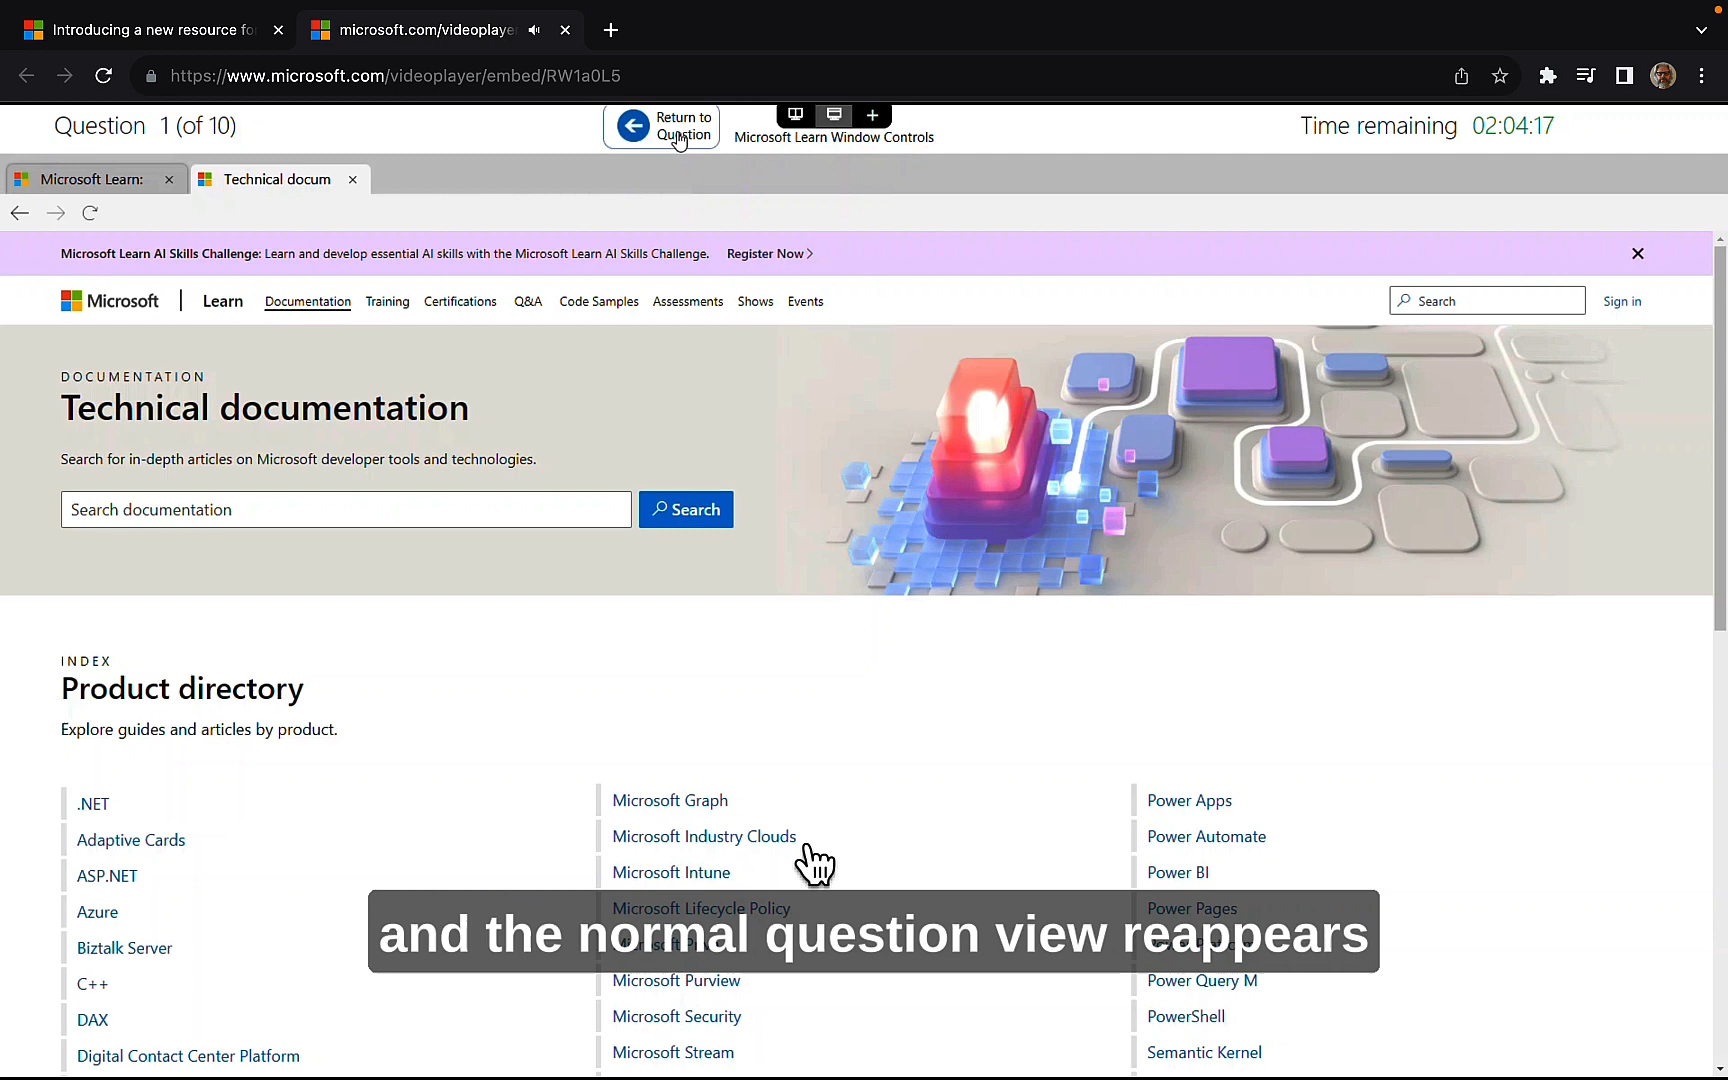 Introducing a new resource fo
microsoft.com/videoplaye
https://www.microsoft.com/videoplayer/embed/RW1a0L5
Question 1 (of 10)
Return to
Question
Microsoft Learn Window Controls
Time remaining 02:04:17
Microsoft Learn:
Technical docum
Microsoft Learn AI Skills Challenge: Learn and develop essential AI skills with the Microsoft Learn AI Skills Challenge. Register Now >
Microsoft | Learn Documentation Training Certifications Q&A Code Samples Assessments Shows Events Search Sign in
DOCUMENTATION
Technical documentation
Search for in-depth articles on Microsoft developer tools and technologies.
Search documentation
Search
INDEX
Product directory
Explore guides and articles by product.
.NET
Adaptive Cards
ASP.NET
Azure
Biztalk Server
C++
DAX
Digital Contact Center Platform
Microsoft Graph
Microsoft Industry Clouds
Microsoft Intune
Microsoft Lifecycle Policy
Microsoft Purview
Microsoft Security
Microsoft Stream
Power Apps
Power Automate
Power BI
Power Pages
Power Query M
PowerShell
Semantic Kernel
and the normal question view reappears